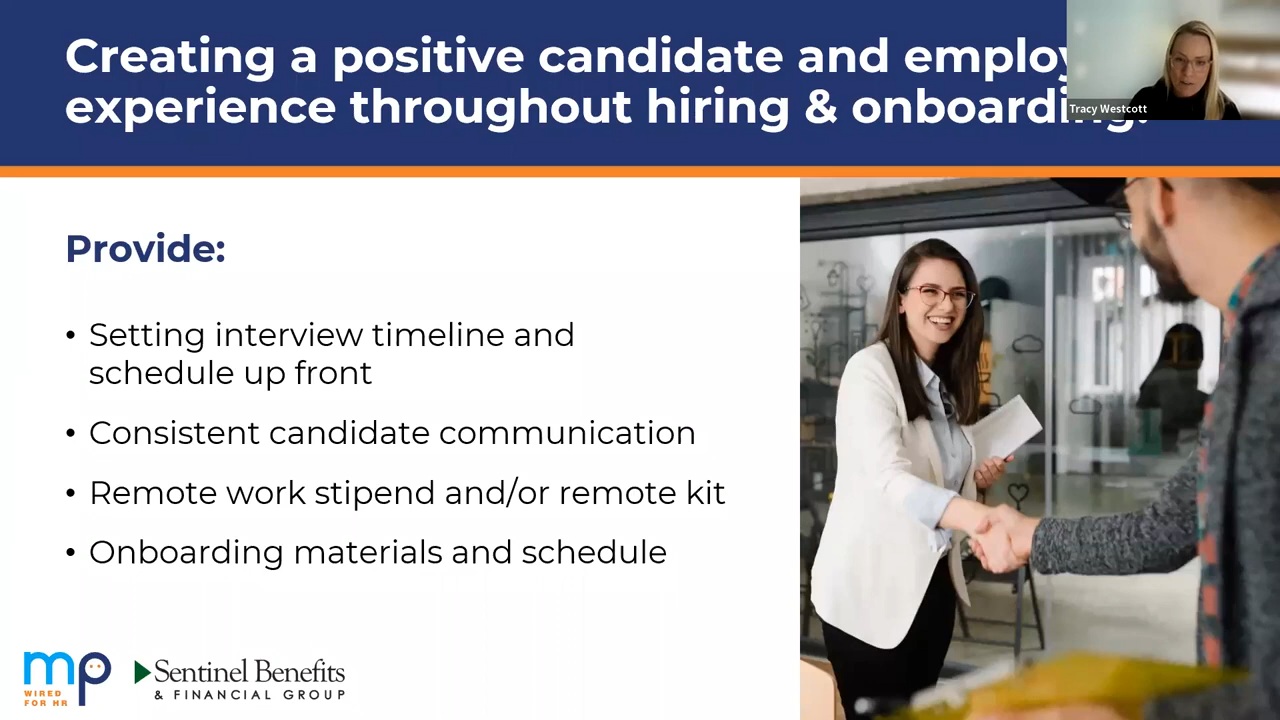 Creating a positive candidate and
experience throughout hiring & onboarding.
Tracy Westcott
Provide:
• Setting interview timeline and
schedule up front
• Consistent candidate communication
• Remote work stipend and/or remote kit
• Onboarding materials and schedule
mp
WIRED
FOR HR
Sentinel Benefits
& FINANCIAL GROUP